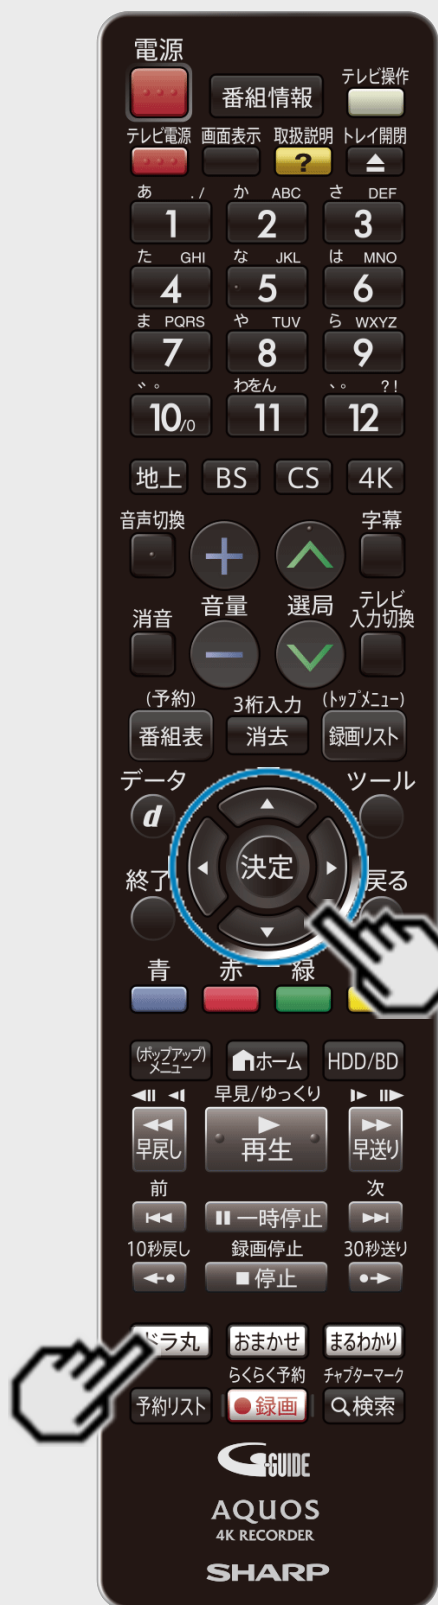 電源
番組情報
テレビ操作
テレビ電源 画面表示 取扱説明 トレイ開閉
?
あ ./ か ABC さ DEF
1 2 3
た GHI な JKL は MNO
4 5 6
ま PQRS や TUV ら WXYZ
7 8 9
゛゜ わをん 、。 ?!
10/0 11 12
地上 BS CS 4K
音声切換 字幕
+
消音 音量 選局 テレビ
入力切換
−
(予約) 3桁入力 (トップメニュー)
番組表 消去 録画リスト
データ ツール
d
決定
終了 戻る
青 赤 緑
(ポップアップ)
メニュー
ホーム HDD/BD
早見/ゆっくり
早戻し 再生 早送り
前 次
一時停止
10秒戻し 録画停止 30秒送り
停止
ドラ丸 おまかせ まるわかり
らくらく予約 チャプターマーク
予約リスト 録画 検索
G-GUIDE
AQUOS
4K RECORDER
SHARP